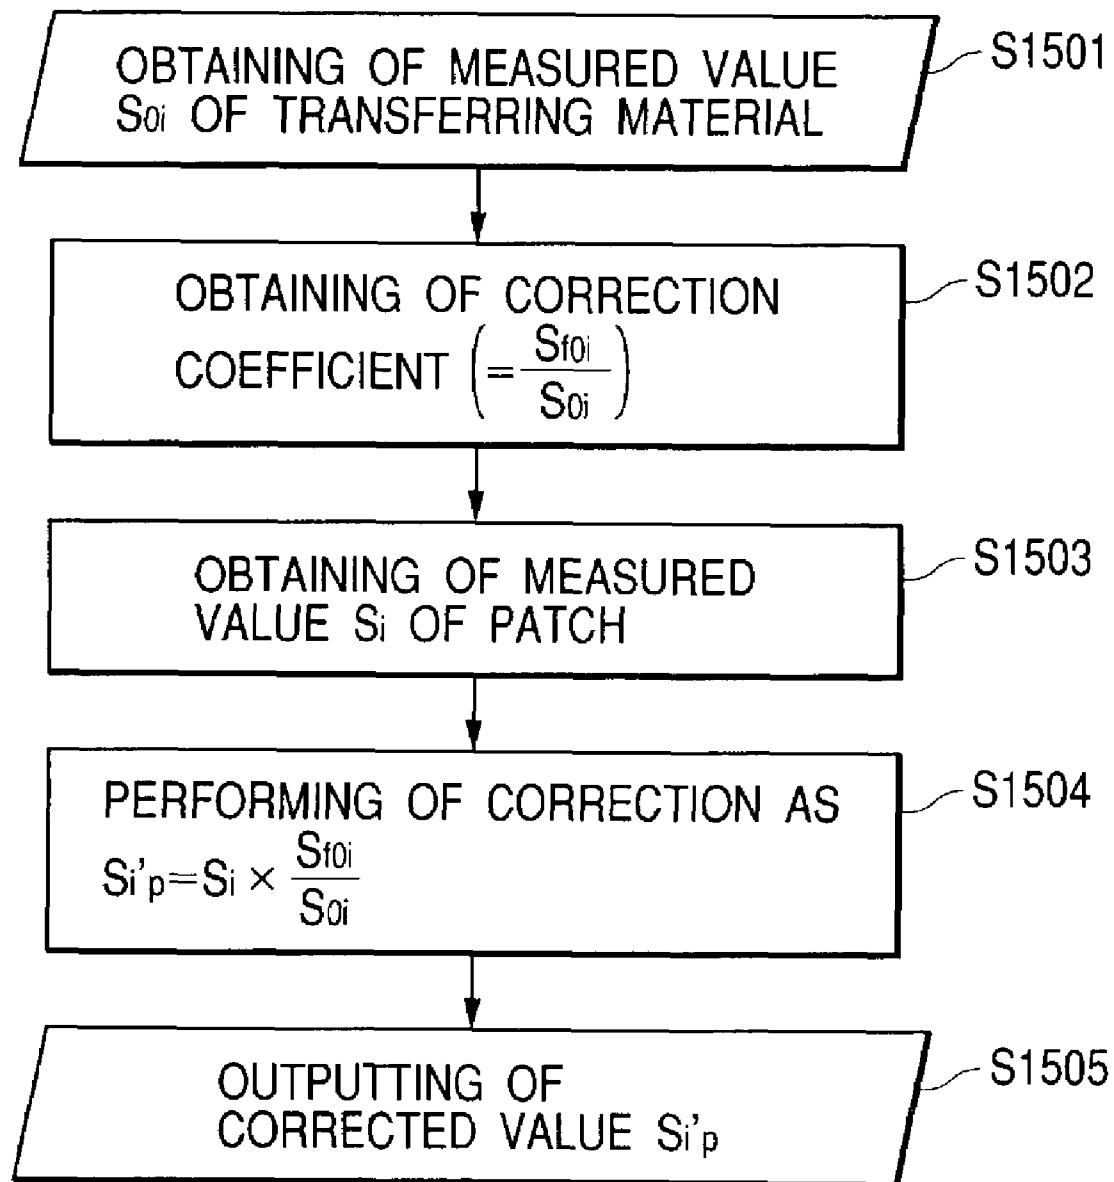 OBTAINING OF MEASURED VALUE
S0i OF TRANSFERRING MATERIAL
S1501
OBTAINING OF CORRECTION
COEFFICIENT (= Sf0i / S0i)
S1502
OBTAINING OF MEASURED
VALUE Si OF PATCH
S1503
PERFORMING OF CORRECTION AS
Si'p=Si × Sf0i / S0i
S1504
OUTPUTTING OF
CORRECTED VALUE Si'p
S1505